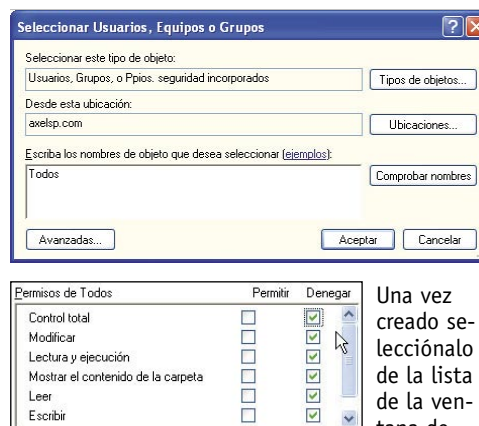 Seleccionar Usuarios, Equipos o Grupos
Seleccionar este tipo de objeto:
Usuarios, Grupos, o Ppios. seguridad incorporados
Tipos de objetos...
Desde esta ubicación:
axelsp.com
Ubicaciones...
Escriba los nombres de objeto que desea seleccionar (ejemplos):
Todos
Comprobar nombres
Avanzadas...
Aceptar
Cancelar
Permisos de Todos Permitir Denegar
Control total
Modificar
Lectura y ejecución
Mostrar el contenido de la carpeta
Leer
Escribir
Una vez
creado se-
lecciónalo
de la lista
de la ven-
tana de